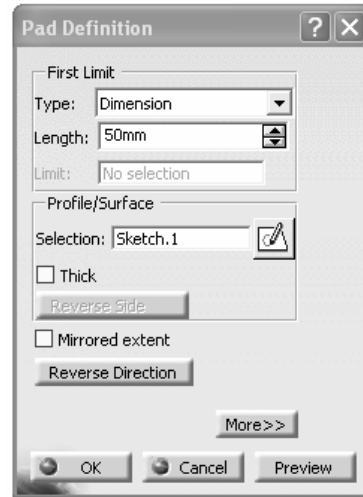 Pad Definition ? X
First Limit
Type: Dimension
Length: 50mm
Limit: No selection
Profile/Surface
Selection: Sketch.1
Thick
Reverse Side
Mirrored extent
Reverse Direction
More>>
OK Cancel Preview